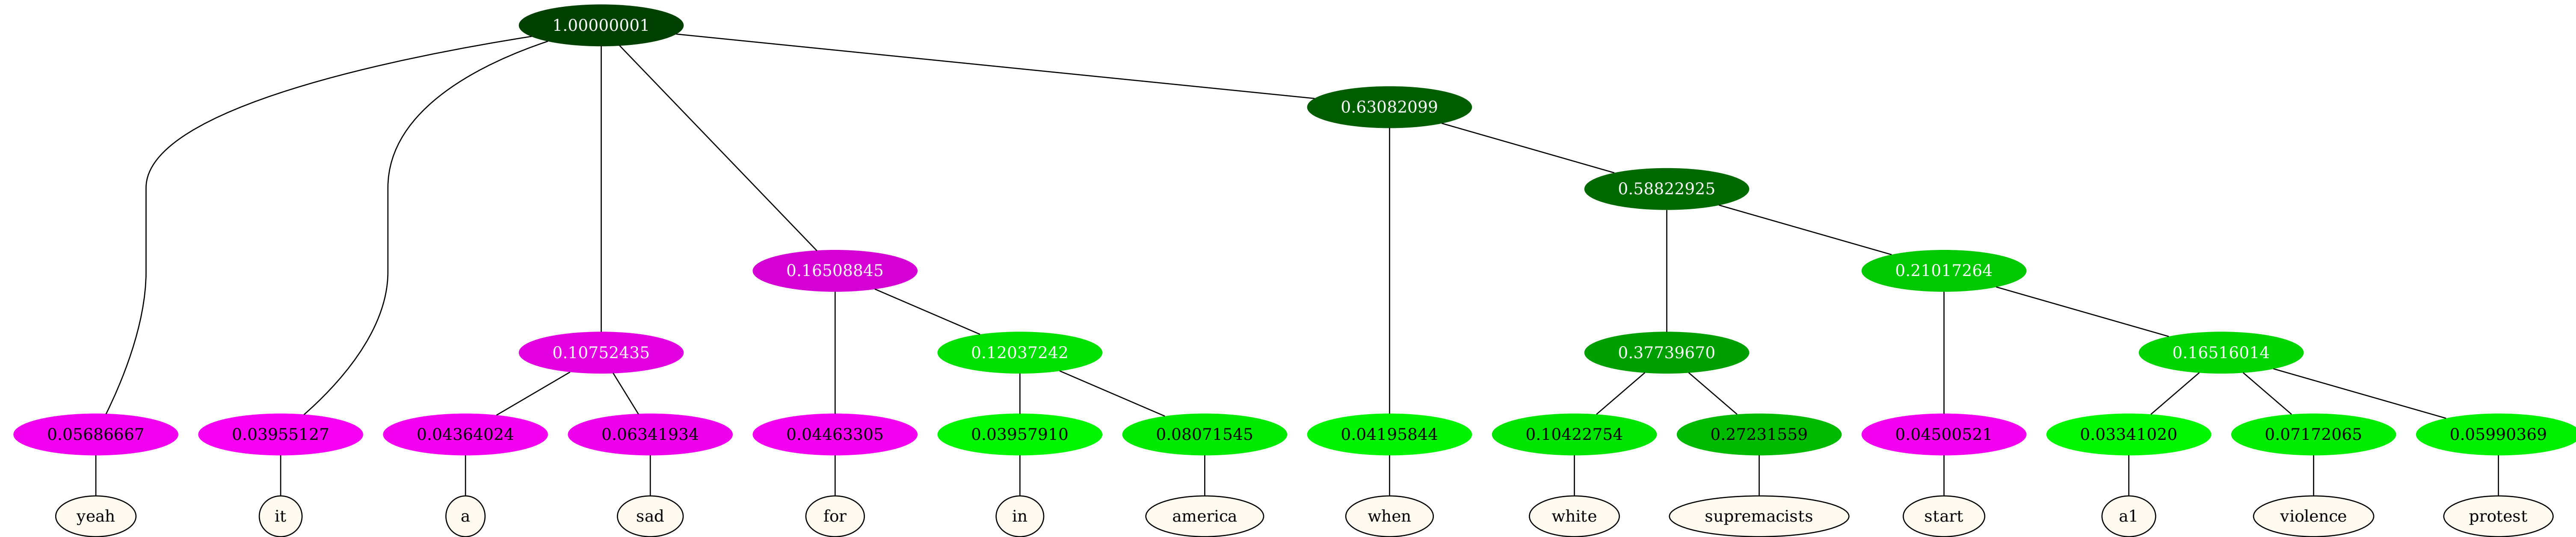 1.00000001
0.63082099
0.58822925
0.16508845 0.21017264
0.10752435 0.12037242 0.37739670 0.16516014
0.05686667 0.03955127 0.04364024 0.06341934 0.04463305 0.03957910 0.08071545 0.04195844 0.10422754 0.27231559 0.04500521 0.03341020 0.07172065 0.05990369
yeah it a sad for in america when white supremacists start a1 violence protest